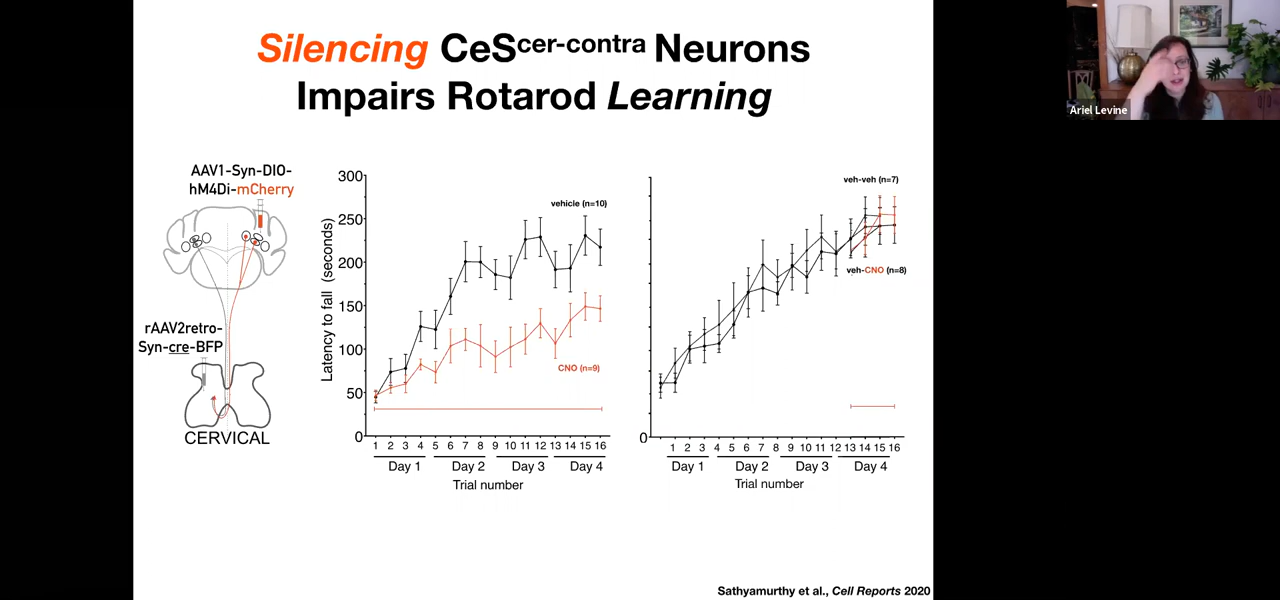 Silencing CeScer-contra Neurons
Impairs Rotarod Learning
Ariel Levine
AAV1-Syn-DIO-
hM4Di-mCherry
rAAV2retro-
Syn-cre-BFP
CERVICAL
Latency to fall (seconds)
300
250
200
150
100
50
0
vehicle (n=10)
CNO (n=9)
1 2 3 4 5 6 7 8 9 10 11 12 13 14 15 16
Day 1 Day 2 Day 3 Day 4
Trial number
veh-veh (n=7)
veh-CNO (n=8)
0
1 2 3 4 5 6 7 8 9 10 11 12 13 14 15 16
Day 1 Day 2 Day 3 Day 4
Trial number
Sathyamurthy et al., Cell Reports 2020